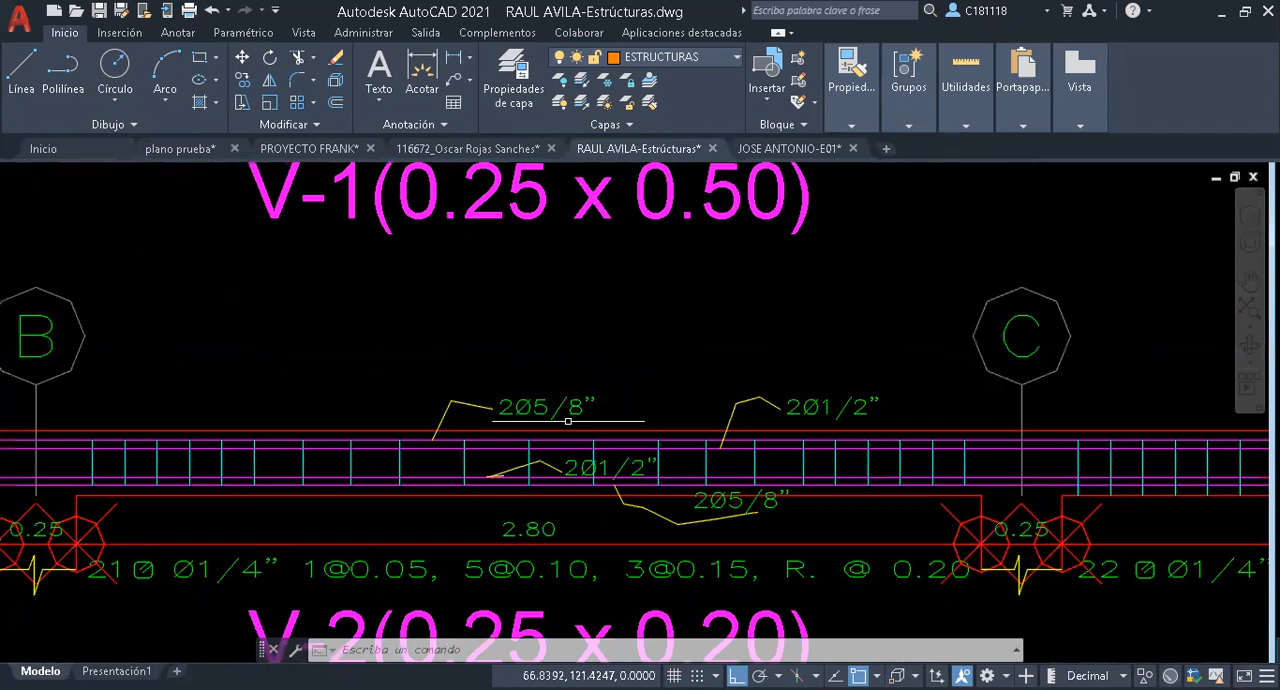 Autodesk AutoCAD 2021 RAUL AVILA-Estrúcturas.dwg Escriba palabra clave o frase C181118
Inicio Inserción Anotar Paramétrico Vista Administrar Salida Complementos Colaborar Aplicaciones destacadas
ESTRUCTURAS
Línea Polilínea Círculo Arco Texto Acotar Propiedades de capa Insertar Propied... Grupos Utilidades Portapap... Vista
Dibujo Modificar Anotación Capas Bloque
Inicio plano prueba* PROYECTO FRANK* 116672_Oscar Rojas Sanches* RAUL AVILA-Estrúcturas* JOSE ANTONIO-E01*
V-1(0.25 x 0.50)
B C
2Ø5/8” 2Ø1/2”
2Ø1/2”
2Ø5/8”
0.25 2.80 0.25
21 Ø1/4” 1@0.05, 5@0.10, 3@0.15, R. @ 0.20 22 Ø1/4”
V-2(0.25 x 0.20)
Escriba un comando
Modelo Presentación1 66.8392, 121.4247, 0.0000 Decimal